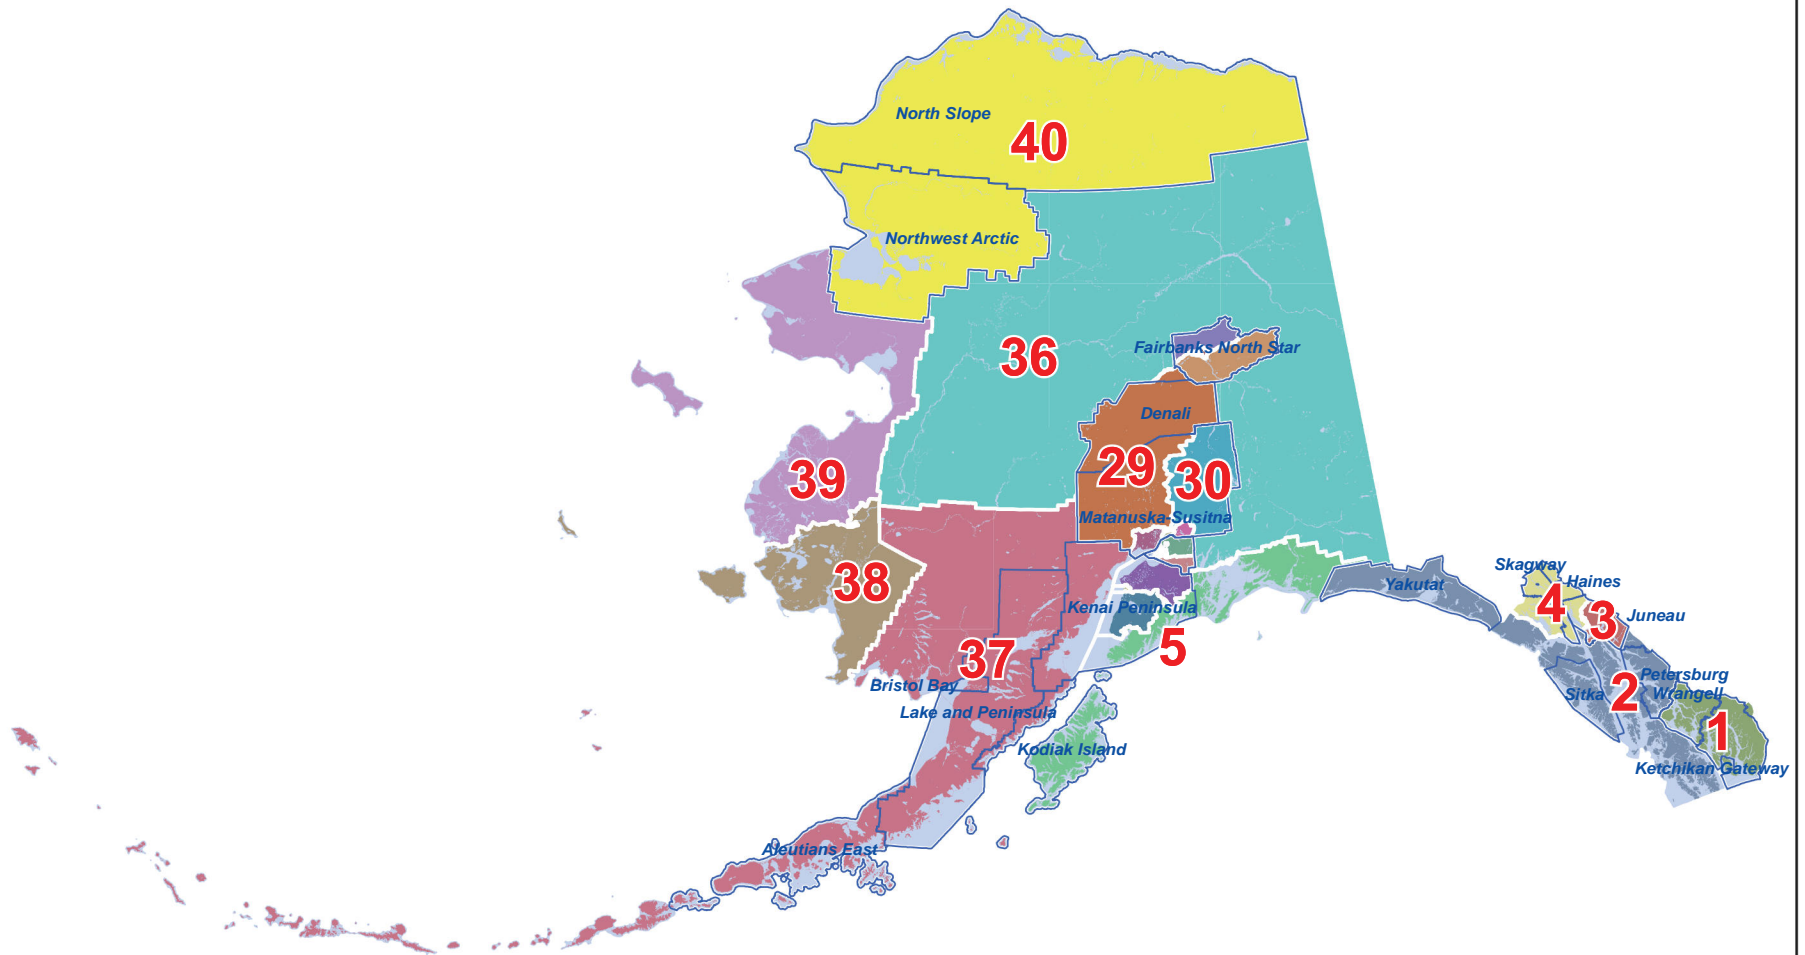 North Slope
40
Northwest Arctic
36
Fairbanks North Star
Denali
29
30
39
Matanuska-Susitna
38
Skagway
Haines
Yakutat
4
3
Juneau
Kenai Peninsula
5
37
Petersburg
Bristol Bay
Sitka
2
Wrangell
Lake and Peninsula
1
Kodiak Island
Ketchikan Gateway
Aleutians East